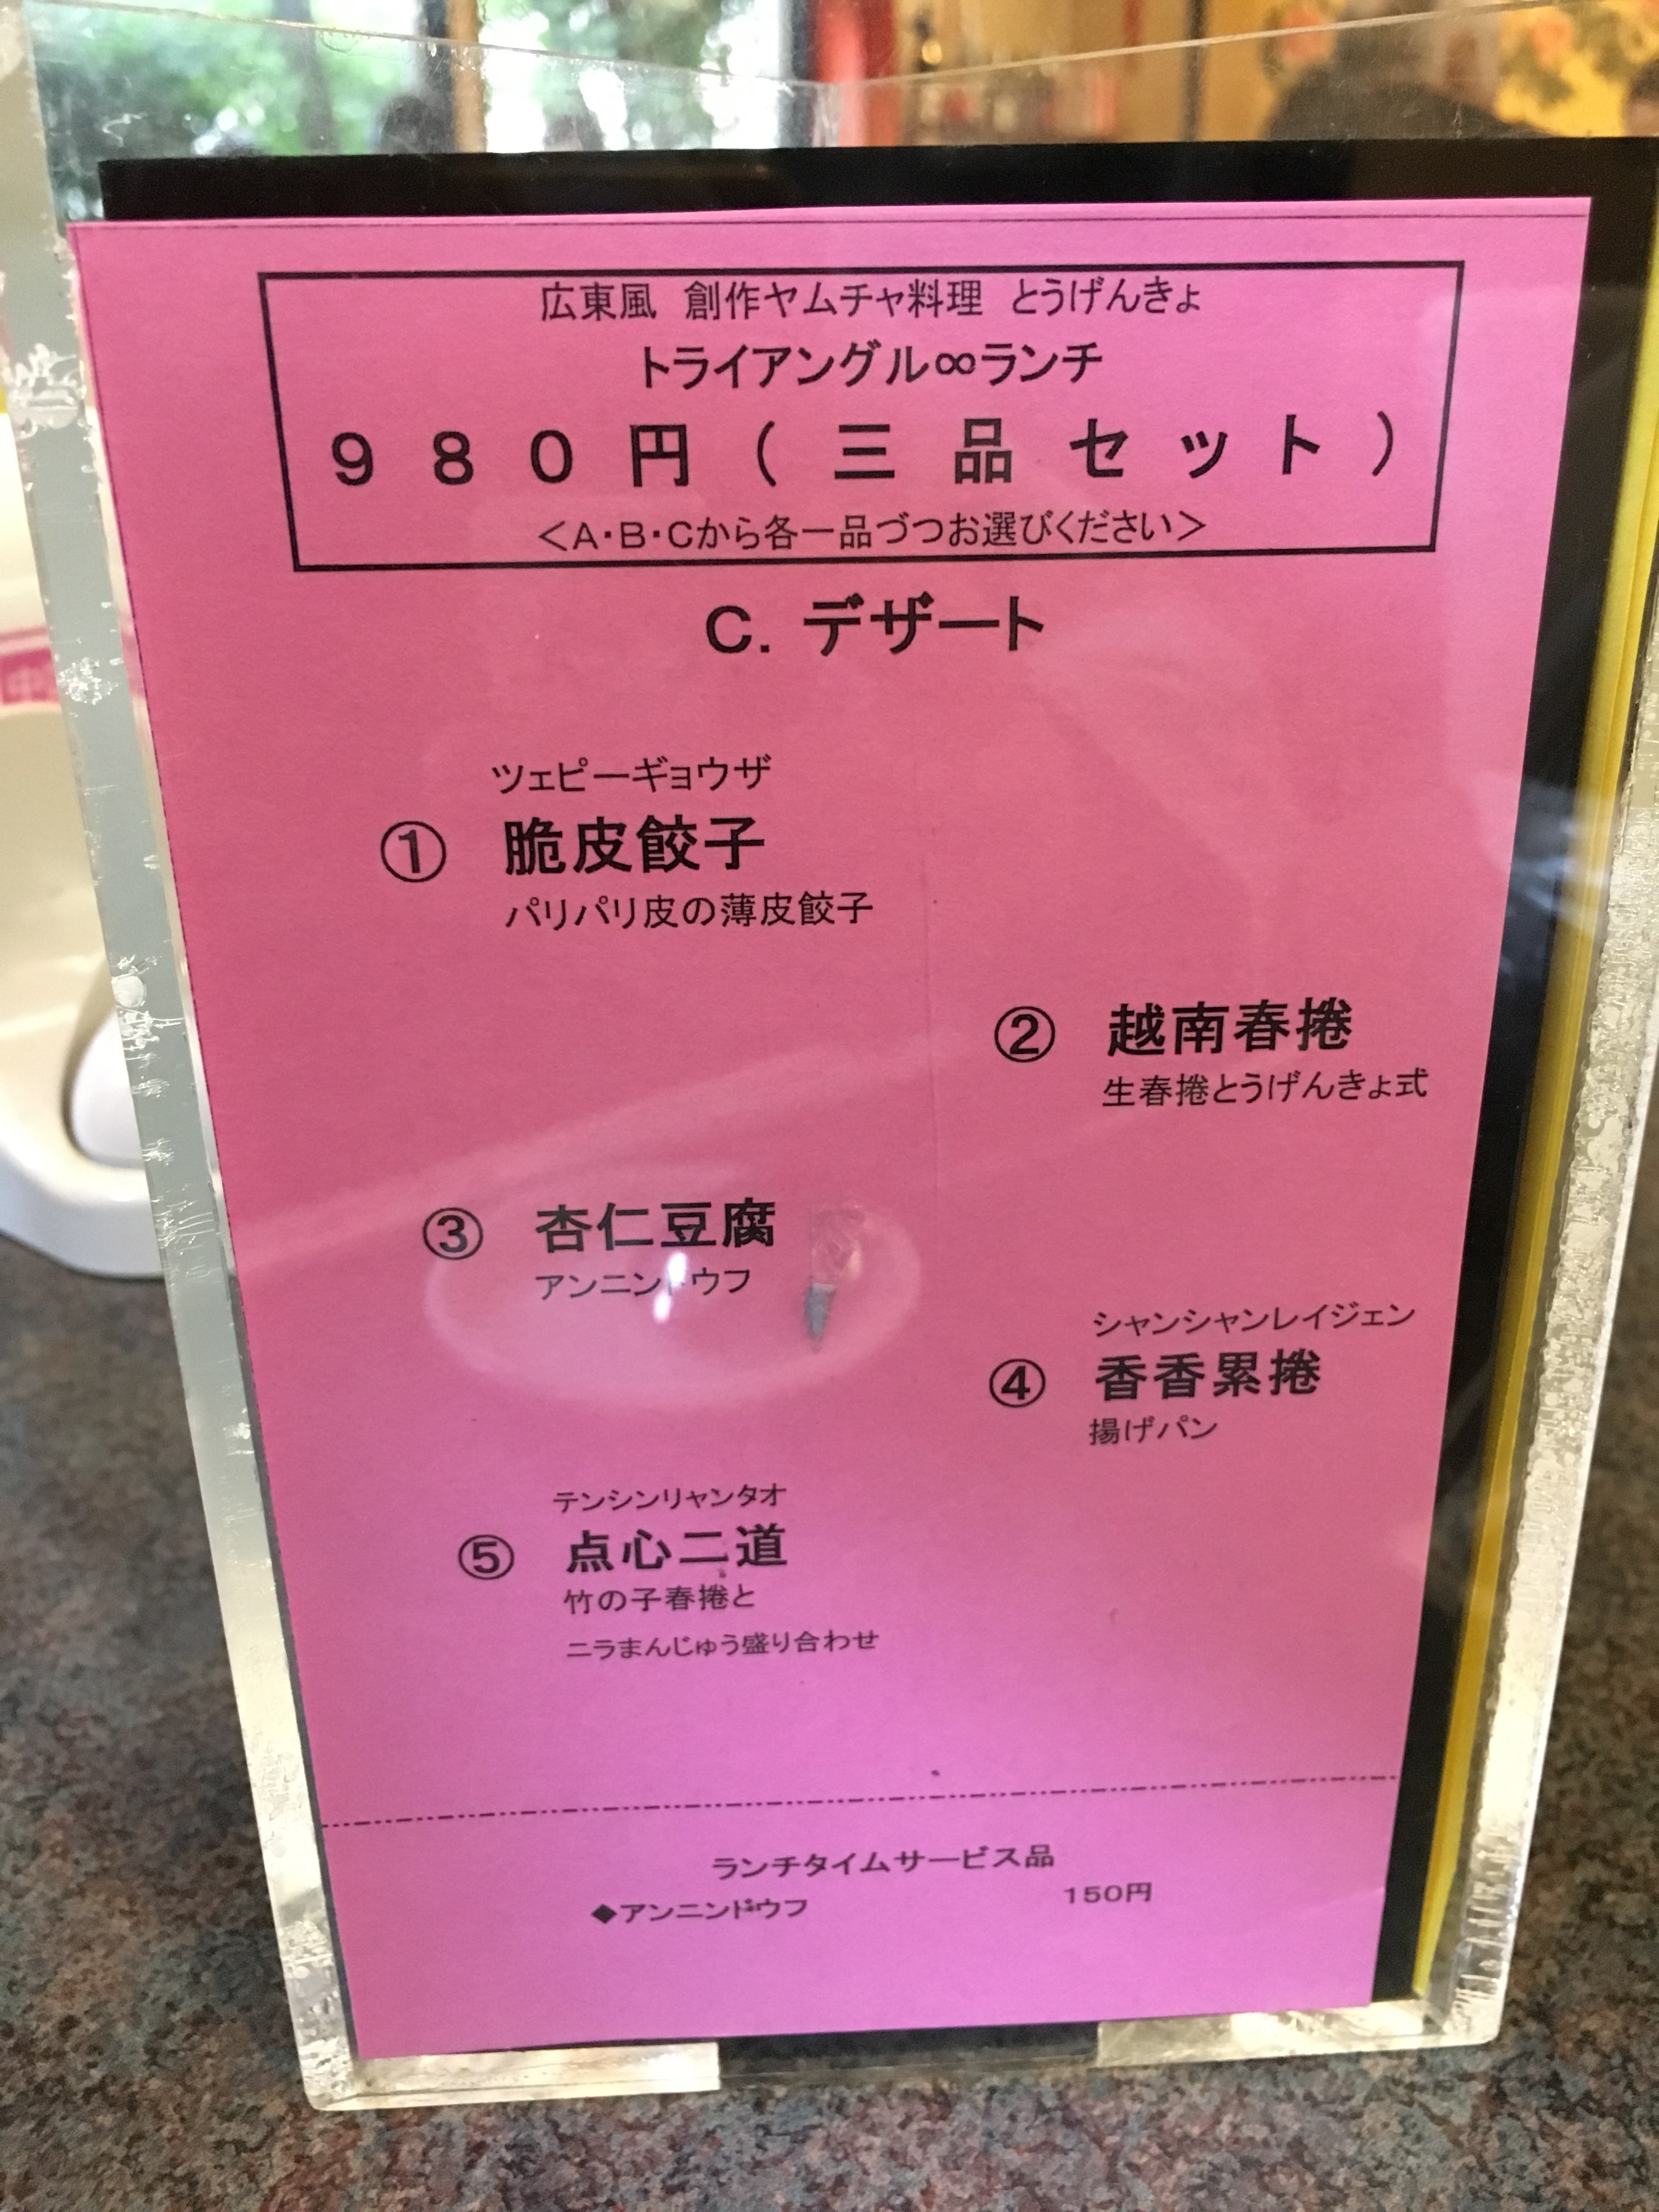 広東風 創作ヤムチャ料理 とうげんきょ
トライアングル∞ランチ
980円(三品セット)
<A・B・Cから各一品づつお選びください>
C. デザート
ツェピーギョウザ
① 脆皮餃子
パリパリ皮の薄皮餃子
② 越南春捲
生春捲とうげんきょ式
③ 杏仁豆腐
アンニンドウフ
シャンシャンレイジェン
④ 香香累捲
揚げパン
テンシンリャンタオ
⑤ 点心二道
竹の子春捲と
ニラまんじゅう盛り合わせ
ランチタイムサービス品
◆アンニンドウフ 150円